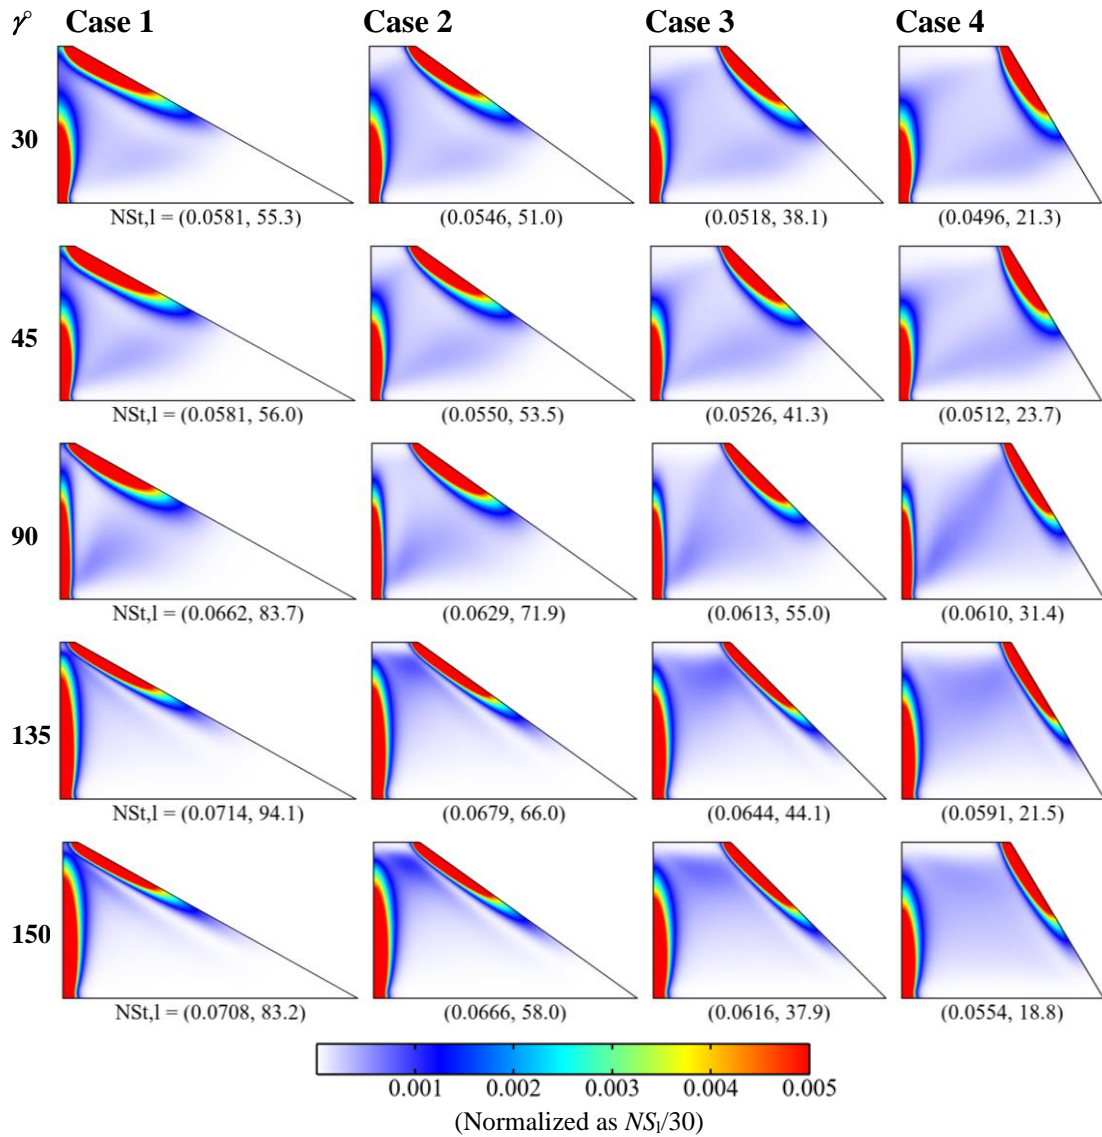 γ° Case 1 Case 2 Case 3 Case 4
30
NSt,l = (0.0581, 55.3) (0.0546, 51.0) (0.0518, 38.1) (0.0496, 21.3)
45
NSt,l = (0.0581, 56.0) (0.0550, 53.5) (0.0526, 41.3) (0.0512, 23.7)
90
NSt,l = (0.0662, 83.7) (0.0629, 71.9) (0.0613, 55.0) (0.0610, 31.4)
135
NSt,l = (0.0714, 94.1) (0.0679, 66.0) (0.0644, 44.1) (0.0591, 21.5)
150
NSt,l = (0.0708, 83.2) (0.0666, 58.0) (0.0616, 37.9) (0.0554, 18.8)
0.001 0.002 0.003 0.004 0.005
(Normalized as NSl/30)